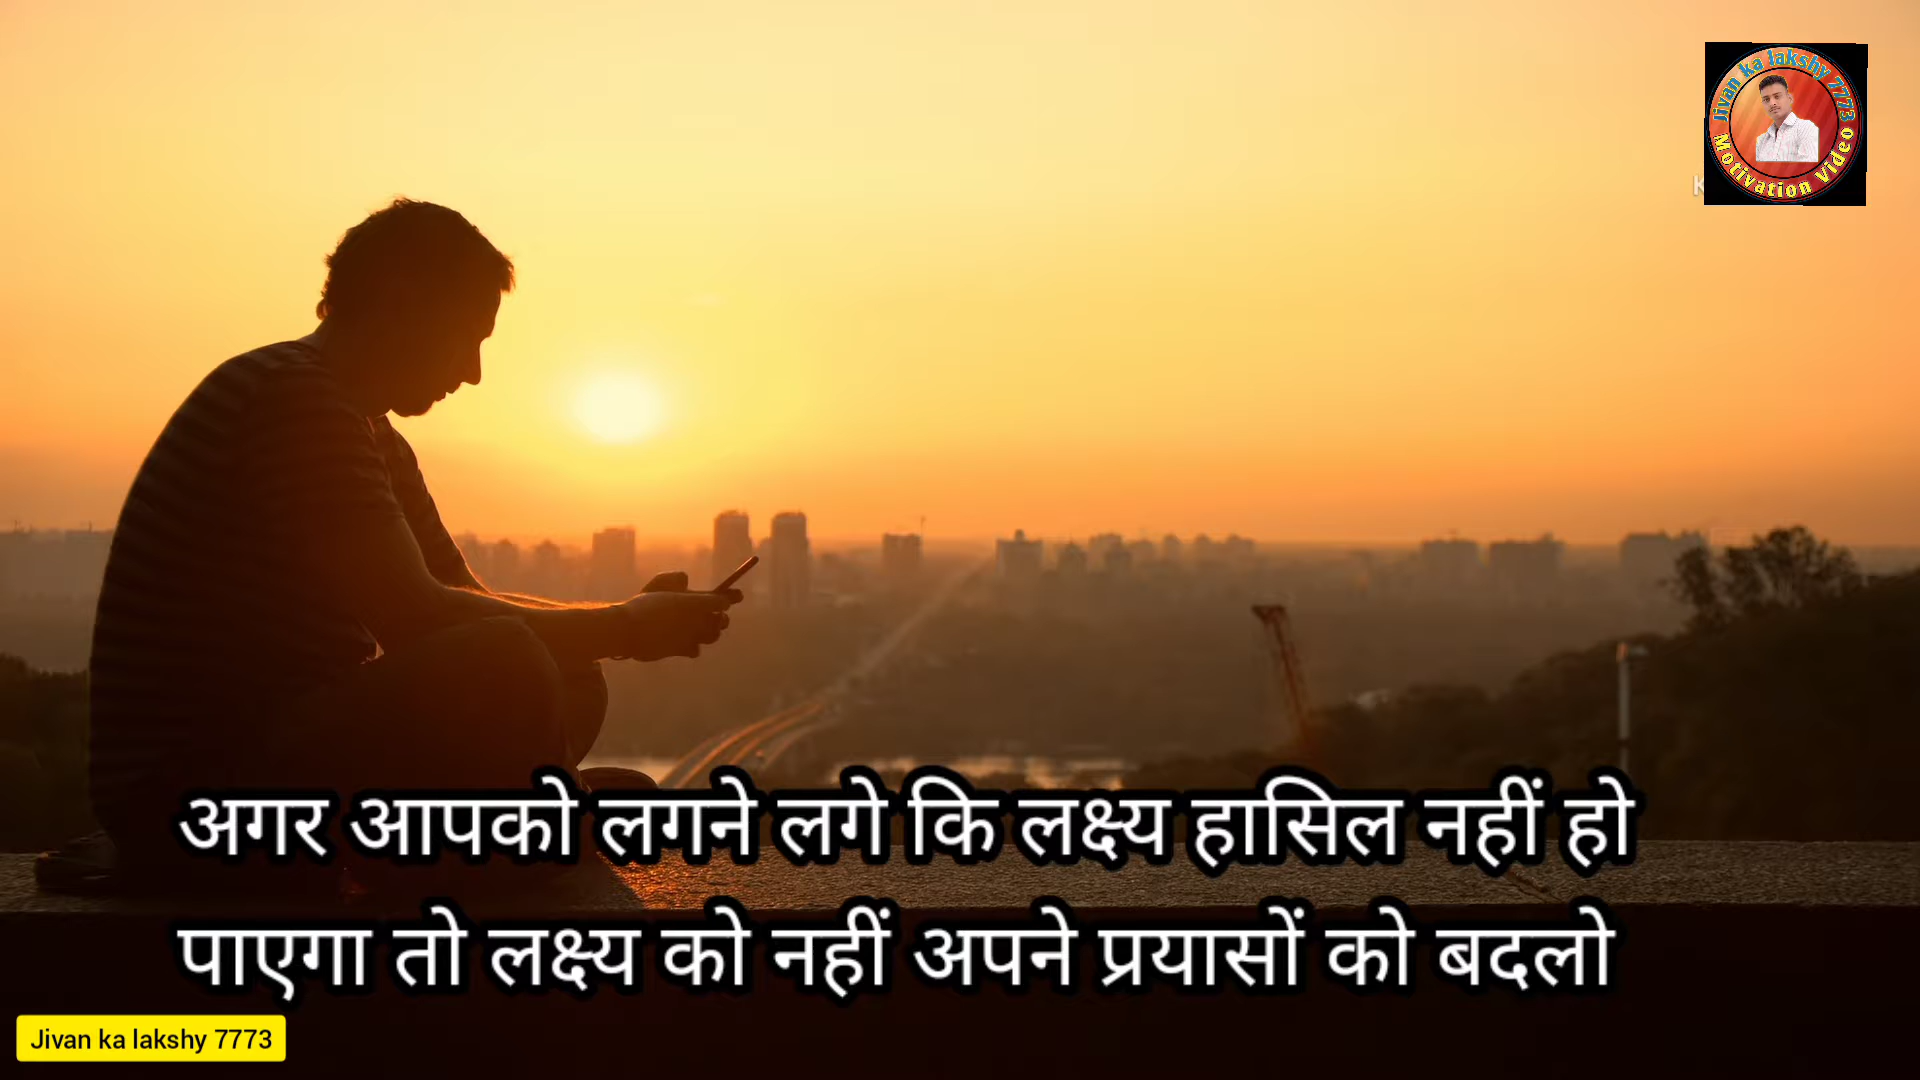 Jivan ka lakshy 7773
Motivation Video
K
अगर आपको लगने लगे कि लक्ष्य हासिल नहीं हो
पाएगा तो लक्ष्य को नहीं अपने प्रयासों को बदलो
Jivan ka lakshy 7773